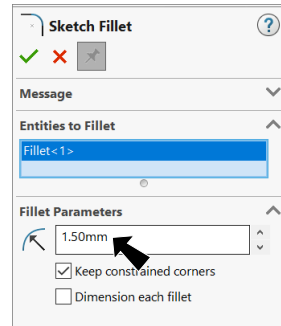 Sketch Fillet
?
Message
Entities to Fillet
Fillet<1>
Fillet Parameters
1.50mm
Keep constrained corners
Dimension each fillet